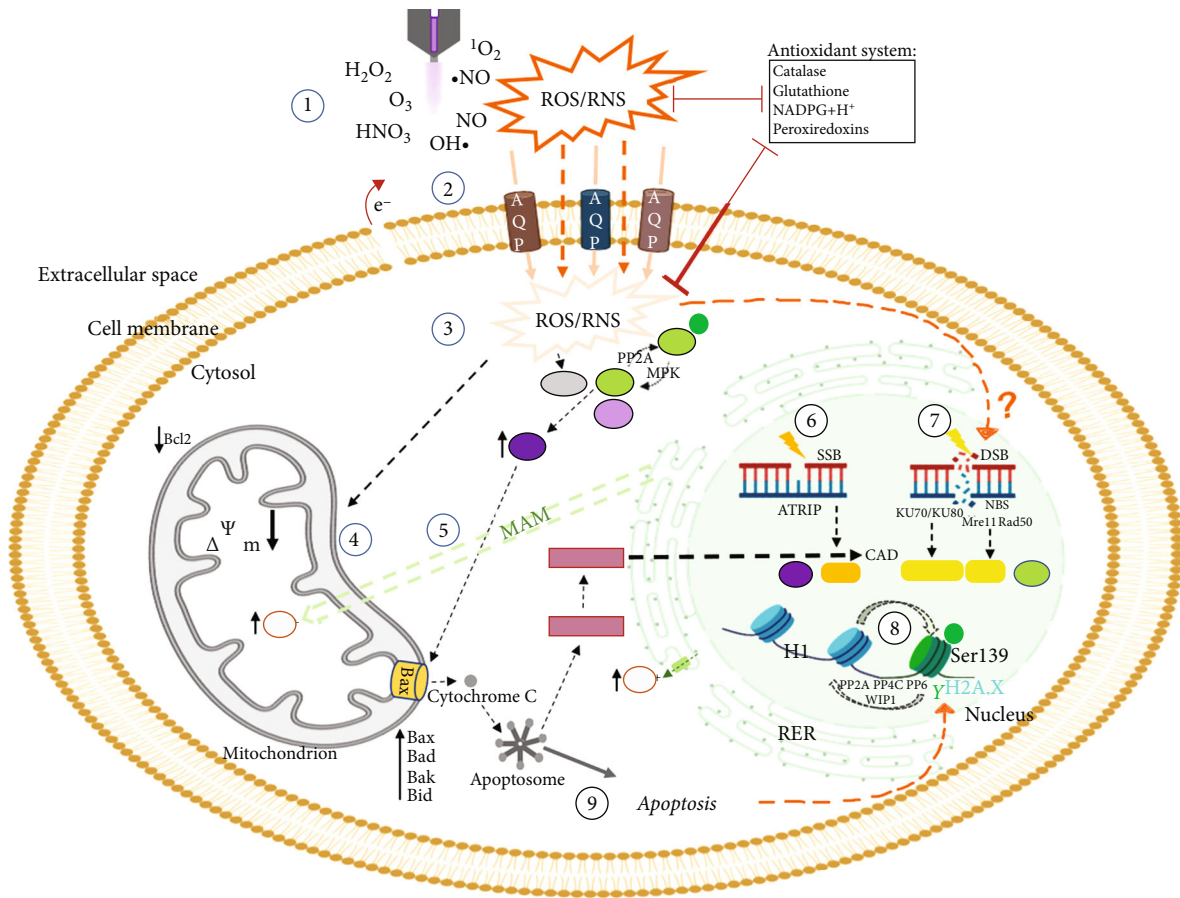 ¹O₂
H₂O₂
•NO
O₃
NO
HNO₃
OH•
1
ROS/RNS
Antioxidant system:
Catalase
Glutathione
NADPG+H⁺
Peroxiredoxins
2
e⁻
AQP
AQP
AQP
Extracellular space
Cell membrane
Cytosol
3
ROS/RNS
PP2A
MPK
Bcl2
ΔΨm
4
5
MAM
6
SSB
ATRIP
7
?
DSB
NBS
KU70/KU80
Mre11 Rad50
CAD
-
Bax
Cytochrome C
Mitochondrion
Bax
Bad
Bak
Bid
Apoptosome
+
8
H1
Ser139
PP2A PP4C PP6
WIP1
γH2A.X
Nucleus
RER
9
Apoptosis